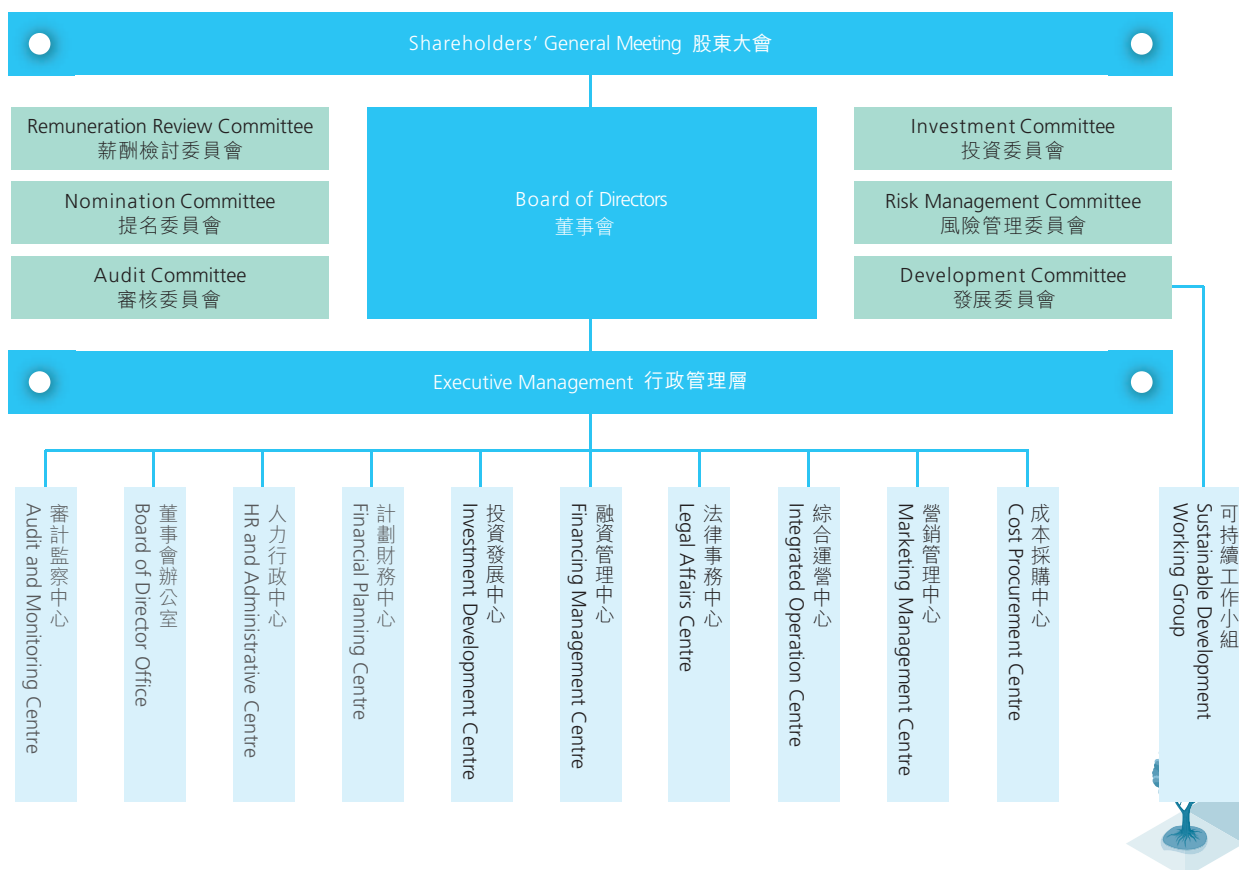 Shareholders' General Meeting 股東大會
Remuneration Review Committee
薪酬檢討委員會
Nomination Committee
提名委員會
Audit Committee
審核委員會
Board of Directors
董事會
Investment Committee
投資委員會
Risk Management Committee
風險管理委員會
Development Committee
發展委員會
Executive Management 行政管理層
審計監察中心
Audit and Monitoring Centre
董事會辦公室
Board of Director Office
人力行政中心
HR and Administrative Centre
計劃財務中心
Financial Planning Centre
投資發展中心
Investment Development Centre
融資管理中心
Financing Management Centre
法律事務中心
Legal Affairs Centre
綜合運營中心
Integrated Operation Centre
營銷管理中心
Marketing Management Centre
成本採購中心
Cost Procurement Centre
可持續工作小組
Sustainable Development
Working Group